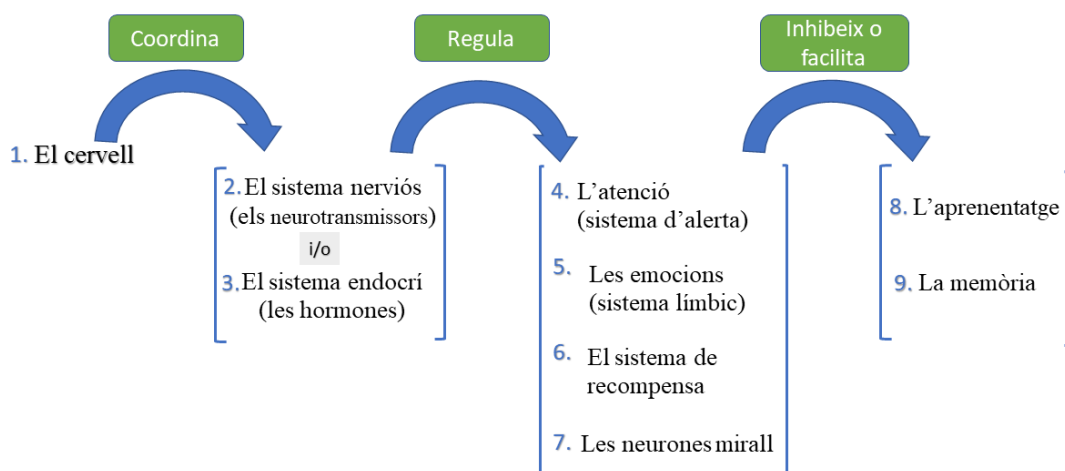 Coordina
Regula
Inhibeix o
facilita
1. El cervell
2. El sistema nerviós
(els neurotransmissors)
i/o
3. El sistema endocrí
(les hormones)
4. L’atenció
(sistema d’alerta)
5. Les emocions
(sistema límbic)
6. El sistema de
recompensa
7. Les neurones mirall
8. L’aprenentatge
9. La memòria